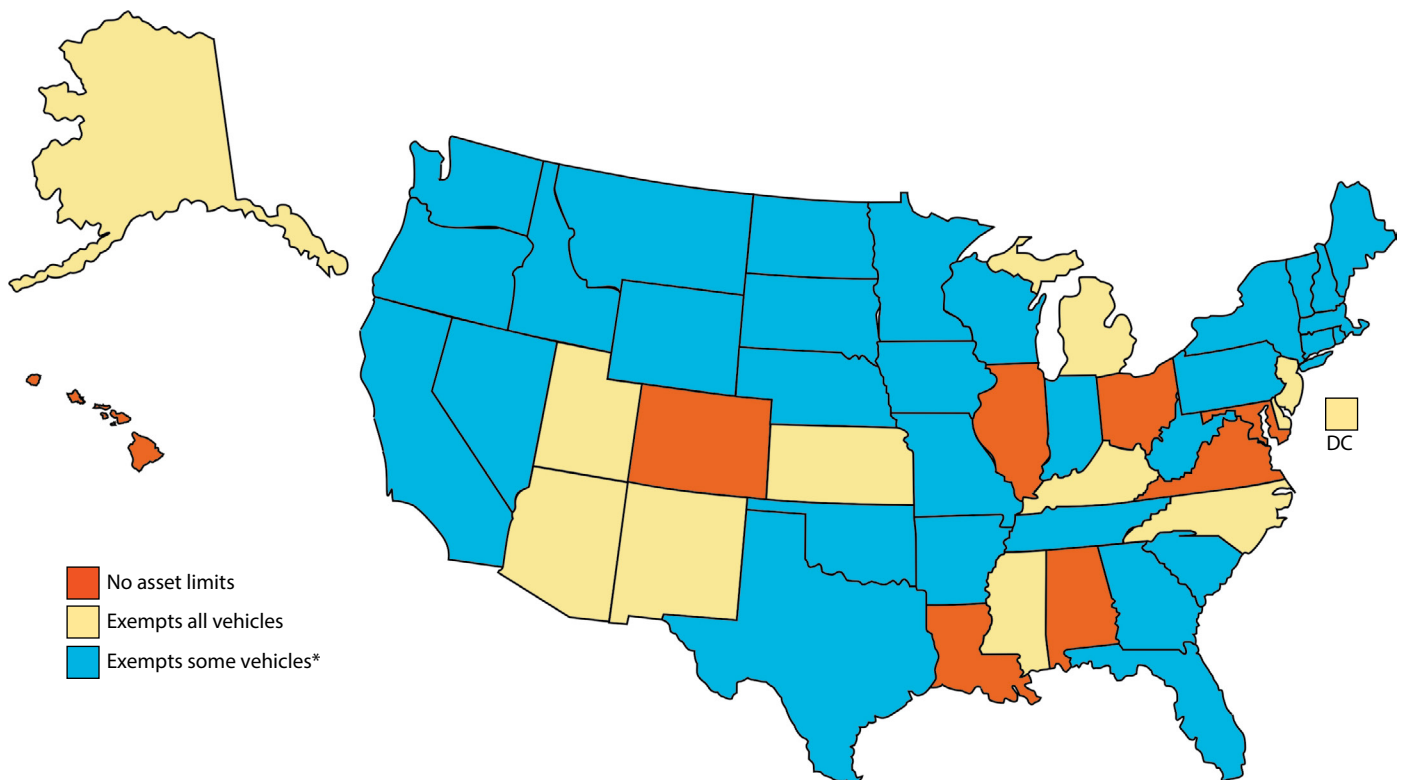 DC
No asset limits
Exempts all vehicles
Exempts some vehicles*